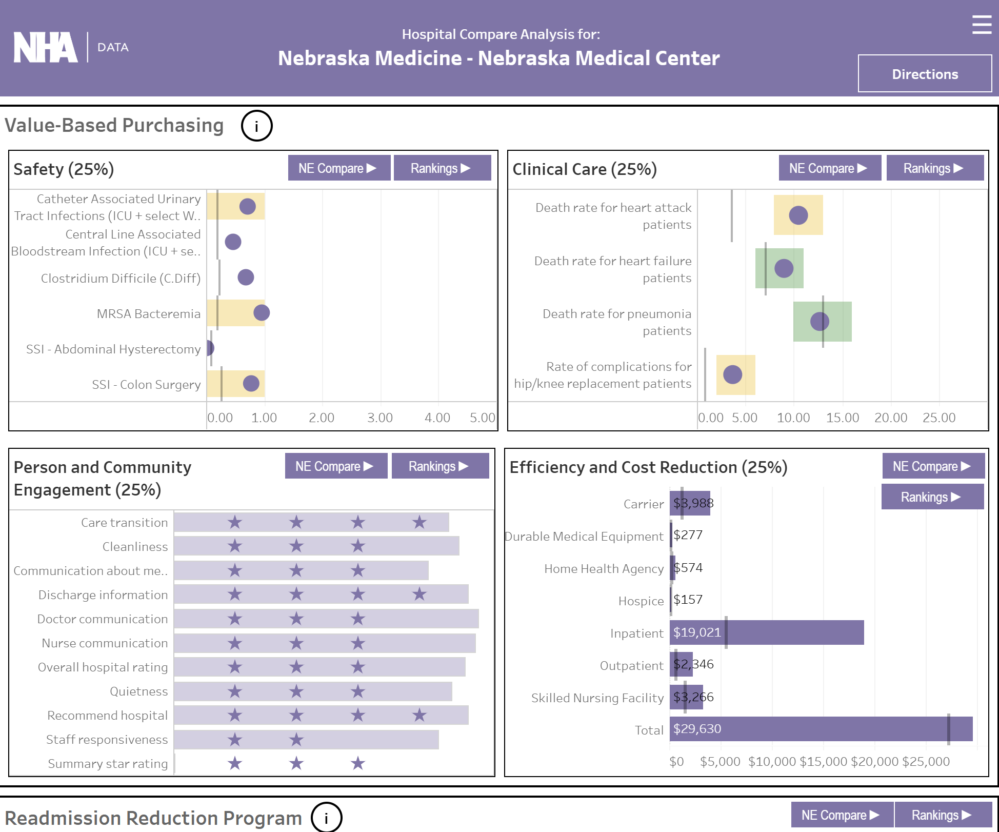 NHA DATA
Hospital Compare Analysis for:
Nebraska Medicine - Nebraska Medical Center
Directions
Value-Based Purchasing i
Safety (25%)
NE Compare ▶
Rankings ▶
Catheter Associated Urinary
Tract Infections (ICU + select W..
Central Line Associated
Bloodstream Infection (ICU + se..
Clostridium Difficile (C.Diff)
MRSA Bacteremia
SSI - Abdominal Hysterectomy
SSI - Colon Surgery
0.00 1.00 2.00 3.00 4.00 5.00
Clinical Care (25%)
NE Compare ▶
Rankings ▶
Death rate for heart attack
patients
Death rate for heart failure
patients
Death rate for pneumonia
patients
Rate of complications for
hip/knee replacement patients
0.00 5.00 10.00 15.00 20.00 25.00
Person and Community
Engagement (25%)
NE Compare ▶
Rankings ▶
Care transition
Cleanliness
Communication about me..
Discharge information
Doctor communication
Nurse communication
Overall hospital rating
Quietness
Recommend hospital
Staff responsiveness
Summary star rating
Efficiency and Cost Reduction (25%)
NE Compare ▶
Rankings ▶
Carrier $3,988
Durable Medical Equipment $277
Home Health Agency $574
Hospice $157
Inpatient $19,021
Outpatient $2,346
Skilled Nursing Facility $3,266
Total $29,630
$0 $5,000 $10,000 $15,000 $20,000 $25,000
Readmission Reduction Program i
NE Compare ▶
Rankings ▶